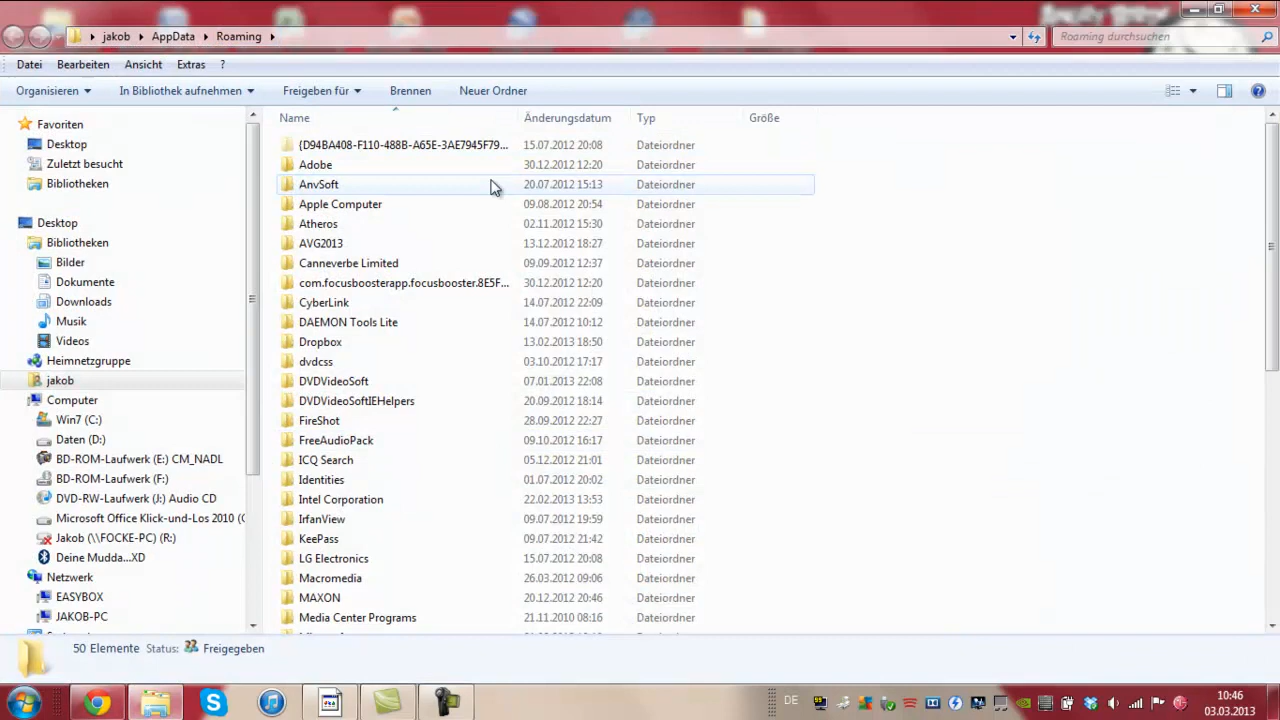 jakob AppData Roaming
Roaming durchsuchen
Datei Bearbeiten Ansicht Extras ?
Organisieren In Bibliothek aufnehmen Freigeben für Brennen Neuer Ordner
Name Änderungsdatum Typ Größe
Favoriten
Desktop
Zuletzt besucht
Bibliotheken
Desktop
Bibliotheken
Bilder
Dokumente
Downloads
Musik
Videos
Heimnetzgruppe
jakob
Computer
Win7 (C:)
Daten (D:)
BD-ROM-Laufwerk (E:) CM_NADL
BD-ROM-Laufwerk (F:)
DVD-RW-Laufwerk (J:) Audio CD
Microsoft Office Klick-und-Los 2010 (
Jakob (\\FOCKE-PC) (R:)
Deine Mudda...XD
Netzwerk
EASYBOX
JAKOB-PC
{D94BA408-F110-488B-A65E-3AE7945F79... 15.07.2012 20:08 Dateiordner
Adobe 30.12.2012 12:20 Dateiordner
AnvSoft 20.07.2012 15:13 Dateiordner
Apple Computer 09.08.2012 20:54 Dateiordner
Atheros 02.11.2012 15:30 Dateiordner
AVG2013 13.12.2012 18:27 Dateiordner
Canneverbe Limited 09.09.2012 12:37 Dateiordner
com.focusboosterapp.focusbooster.8E5F... 30.12.2012 12:20 Dateiordner
CyberLink 14.07.2012 22:09 Dateiordner
DAEMON Tools Lite 14.07.2012 10:12 Dateiordner
Dropbox 13.02.2013 18:50 Dateiordner
dvdcss 03.10.2012 17:17 Dateiordner
DVDVideoSoft 07.01.2013 22:08 Dateiordner
DVDVideoSoftIEHelpers 20.09.2012 18:14 Dateiordner
FireShot 28.09.2012 22:27 Dateiordner
FreeAudioPack 09.10.2012 16:17 Dateiordner
ICQ Search 05.12.2012 21:01 Dateiordner
Identities 01.07.2012 20:02 Dateiordner
Intel Corporation 22.02.2013 13:53 Dateiordner
IrfanView 09.07.2012 19:59 Dateiordner
KeePass 09.07.2012 21:42 Dateiordner
LG Electronics 15.07.2012 20:08 Dateiordner
Macromedia 26.03.2012 09:06 Dateiordner
MAXON 20.12.2012 20:46 Dateiordner
Media Center Programs 21.11.2010 08:16 Dateiordner
50 Elemente Status: Freigegeben
DE
10:46
03.03.2013